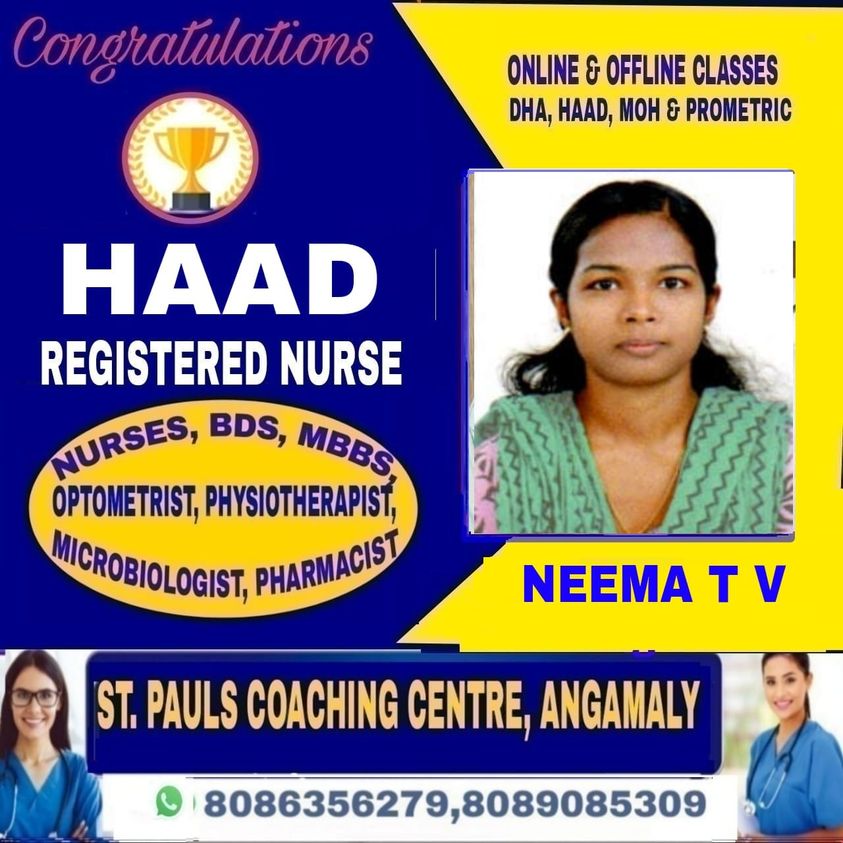 Congratulations
ONLINE & OFFLINE CLASSES
DHA, HAAD, MOH & PROMETRIC
HAAD
REGISTERED NURSE
NURSES, BDS, MBBS,
OPTOMETRIST, PHYSIOTHERAPIST,
MICROBIOLOGIST, PHARMACIST
NEEMA T V
ST. PAULS COACHING CENTRE, ANGAMALY
8086356279,8089085309